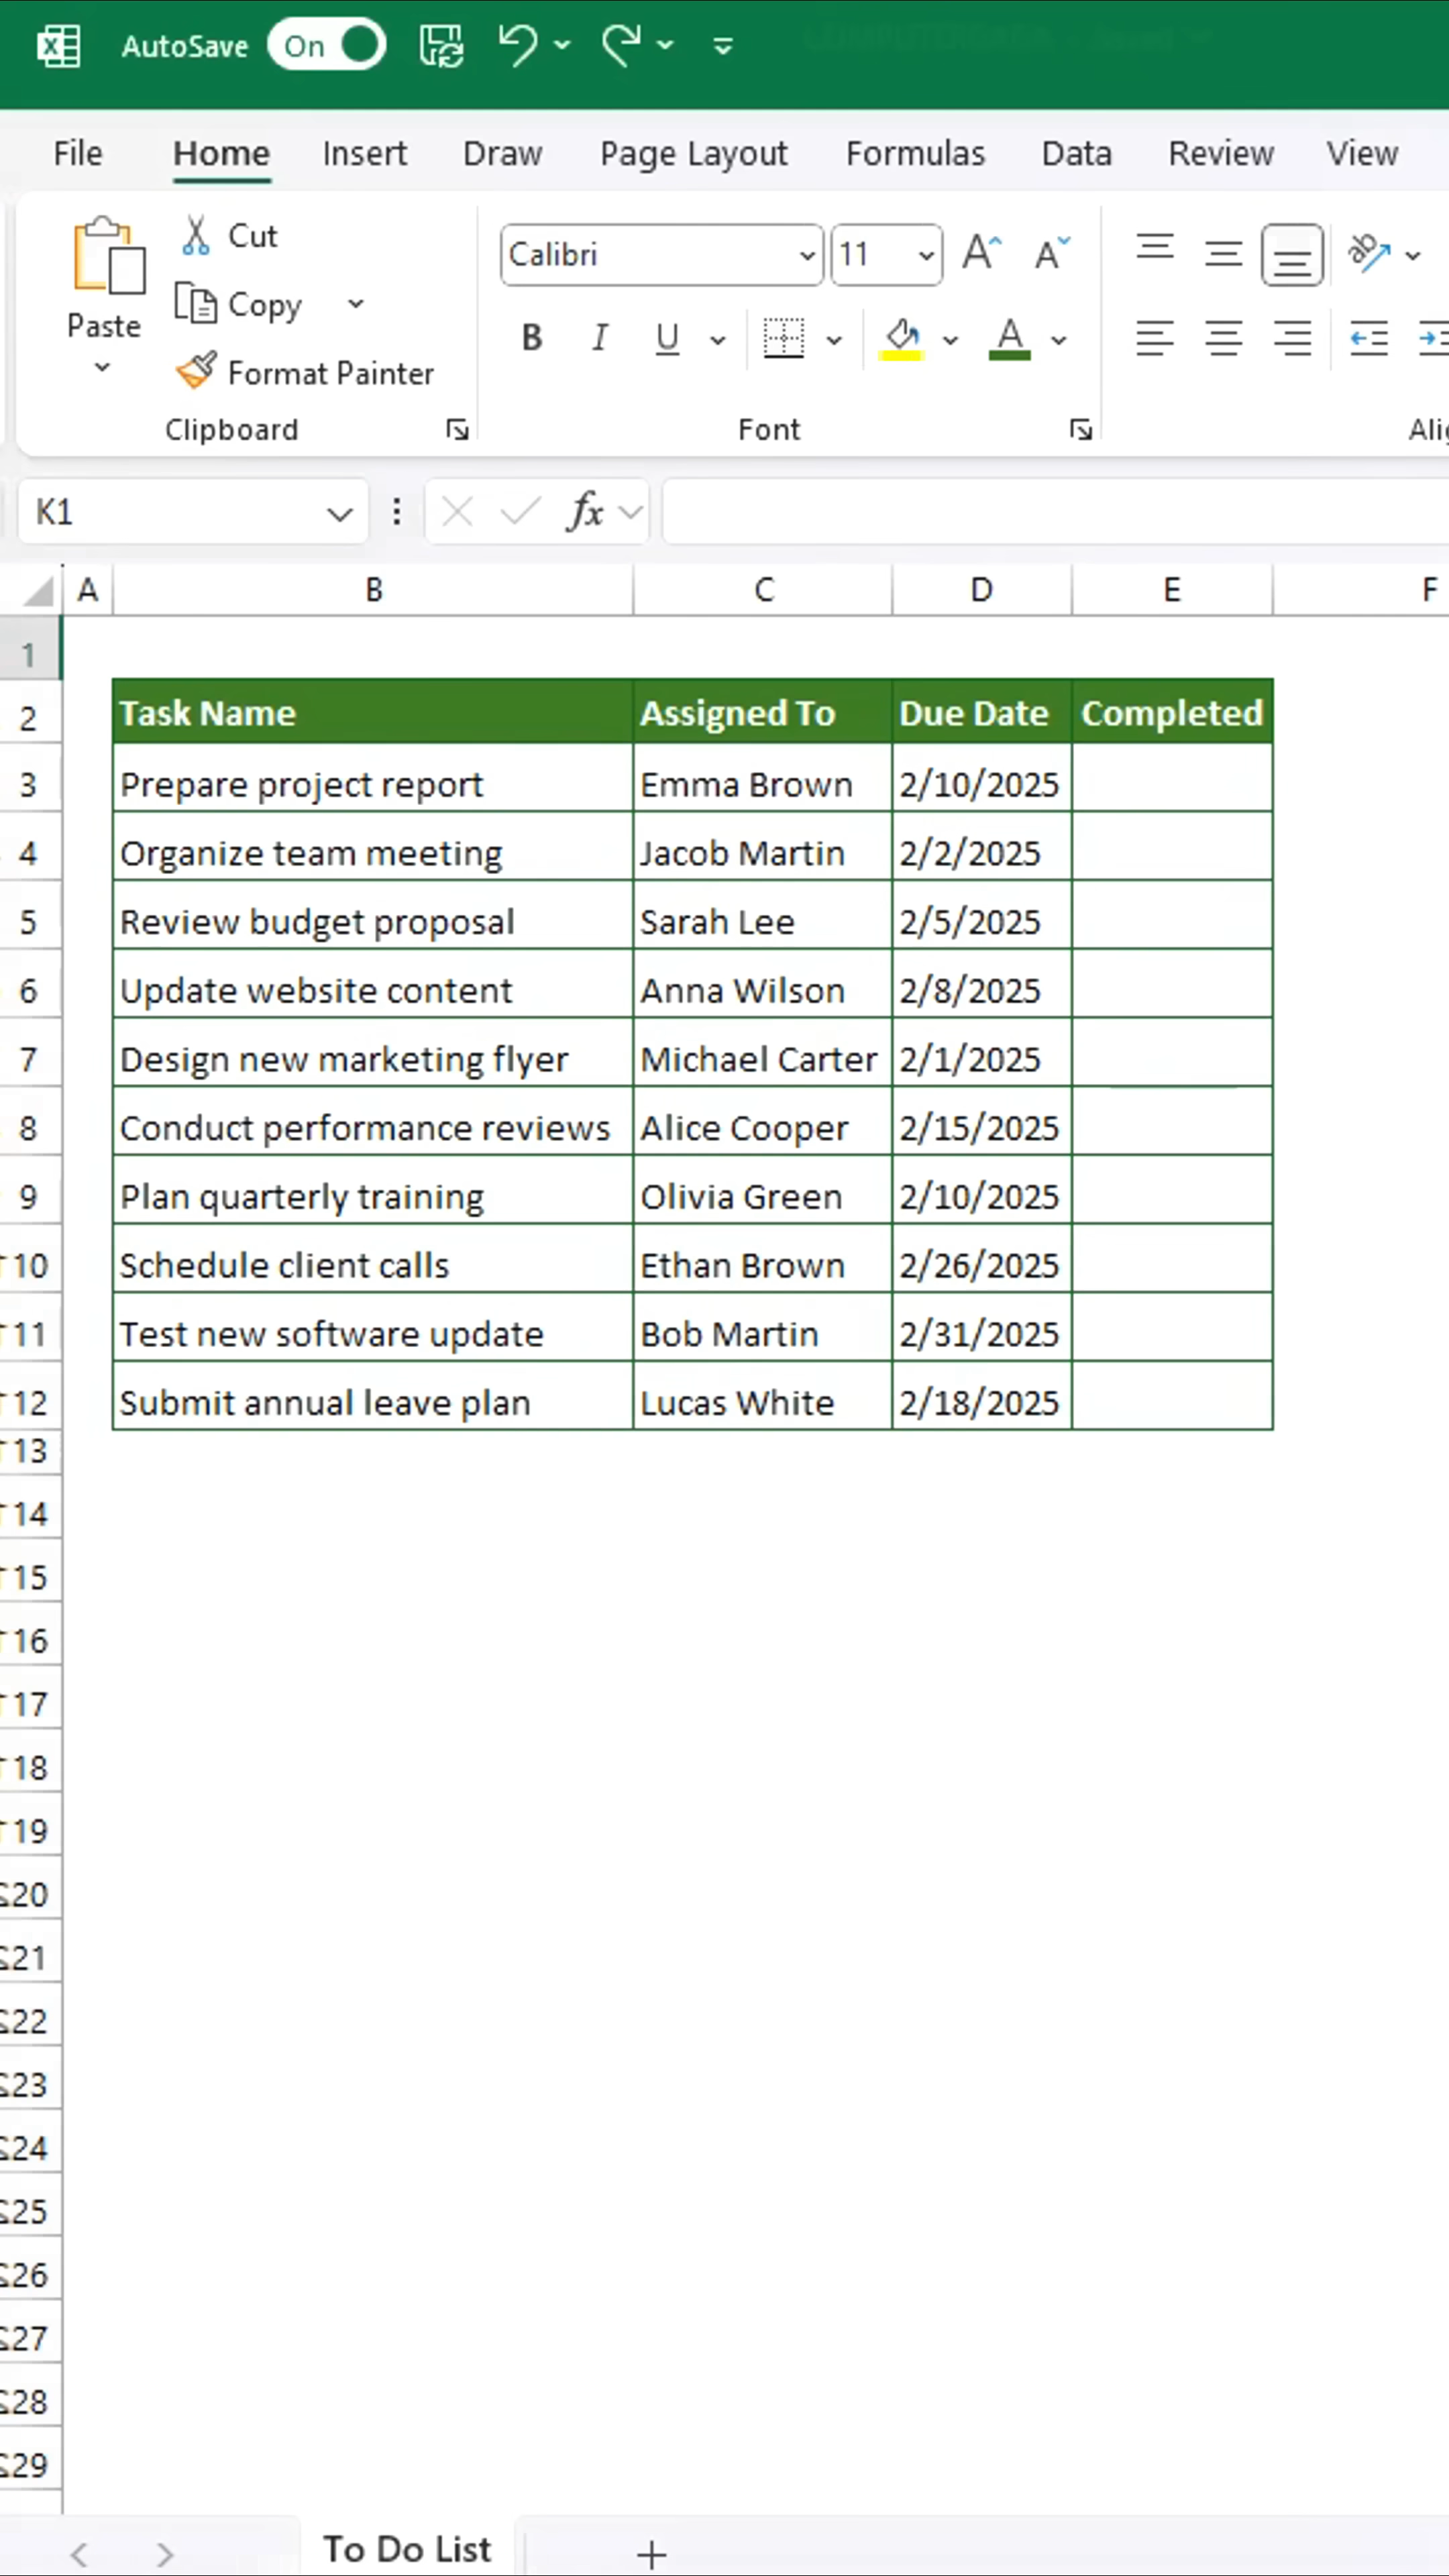 AutoSave On
File Home Insert Draw Page Layout Formulas Data Review View
Cut
Calibri 11
Copy
Paste
B I U A
Format Painter
Clipboard Font
K1 fx
A B C D E F
1
2 Task Name Assigned To Due Date Completed
3 Prepare project report Emma Brown 2/10/2025
4 Organize team meeting Jacob Martin 2/2/2025
5 Review budget proposal Sarah Lee 2/5/2025
6 Update website content Anna Wilson 2/8/2025
7 Design new marketing flyer Michael Carter 2/1/2025
8 Conduct performance reviews Alice Cooper 2/15/2025
9 Plan quarterly training Olivia Green 2/10/2025
10 Schedule client calls Ethan Brown 2/26/2025
11 Test new software update Bob Martin 2/31/2025
12 Submit annual leave plan Lucas White 2/18/2025
13
14
15
16
17
18
19
20
21
22
23
24
25
26
27
28
29
To Do List